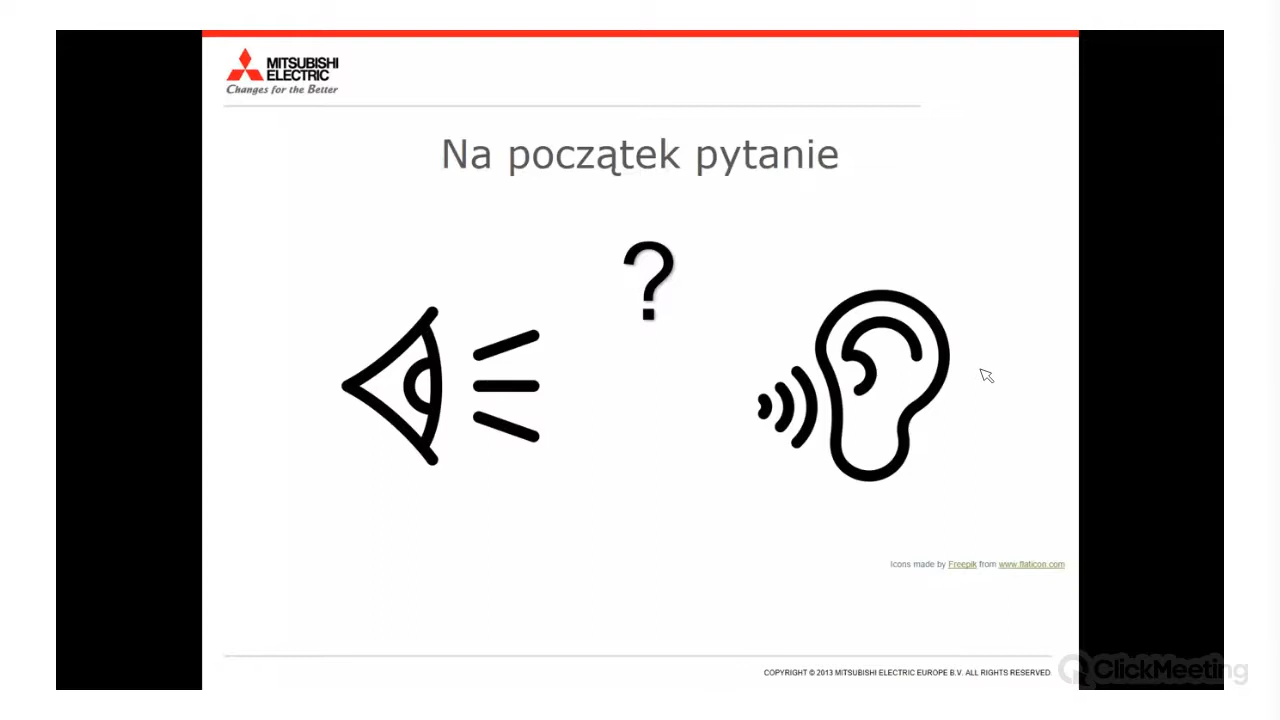 MITSUBISHI
ELECTRIC
Changes for the Better
Na początek pytanie
?
Icons made by Freepik from www.flaticon.com
COPYRIGHT © 2013 MITSUBISHI ELECTRIC EUROPE B.V. ALL RIGHTS RESERVED.
ClickMeeting